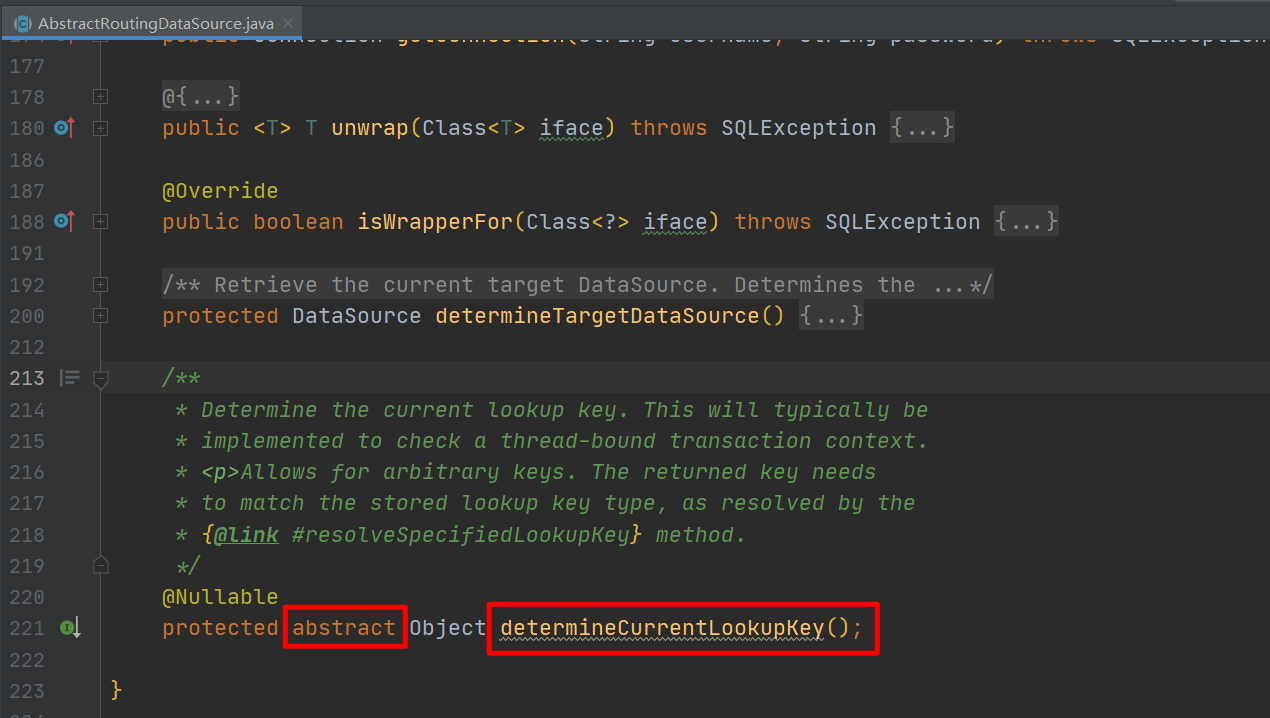 AbstractRoutingDataSource.java
177
178 @{...}
180 public <T> T unwrap(Class<T> iface) throws SQLException {...}
186
187 @Override
188 public boolean isWrapperFor(Class<?> iface) throws SQLException {...}
191
192 /** Retrieve the current target DataSource. Determines the ...*/
200 protected DataSource determineTargetDataSource() {...}
212
213 /**
214 * Determine the current lookup key. This will typically be
215 * implemented to check a thread-bound transaction context.
216 * <p>Allows for arbitrary keys. The returned key needs
217 * to match the stored lookup key type, as resolved by the
218 * {@link #resolveSpecifiedLookupKey} method.
219 */
220 @Nullable
221 protected abstract Object determineCurrentLookupKey();
222
223 }